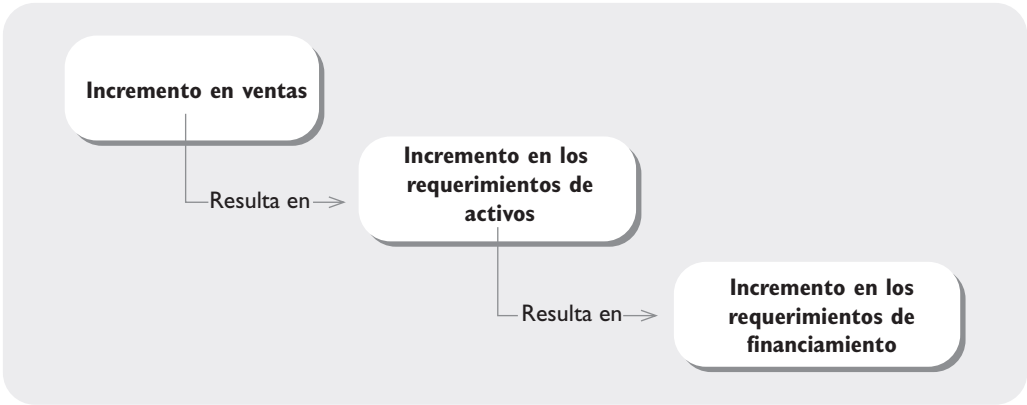 Incremento en ventas
Resulta en
Incremento en los
requerimientos de
activos
Resulta en
Incremento en los
requerimientos de
financiamiento